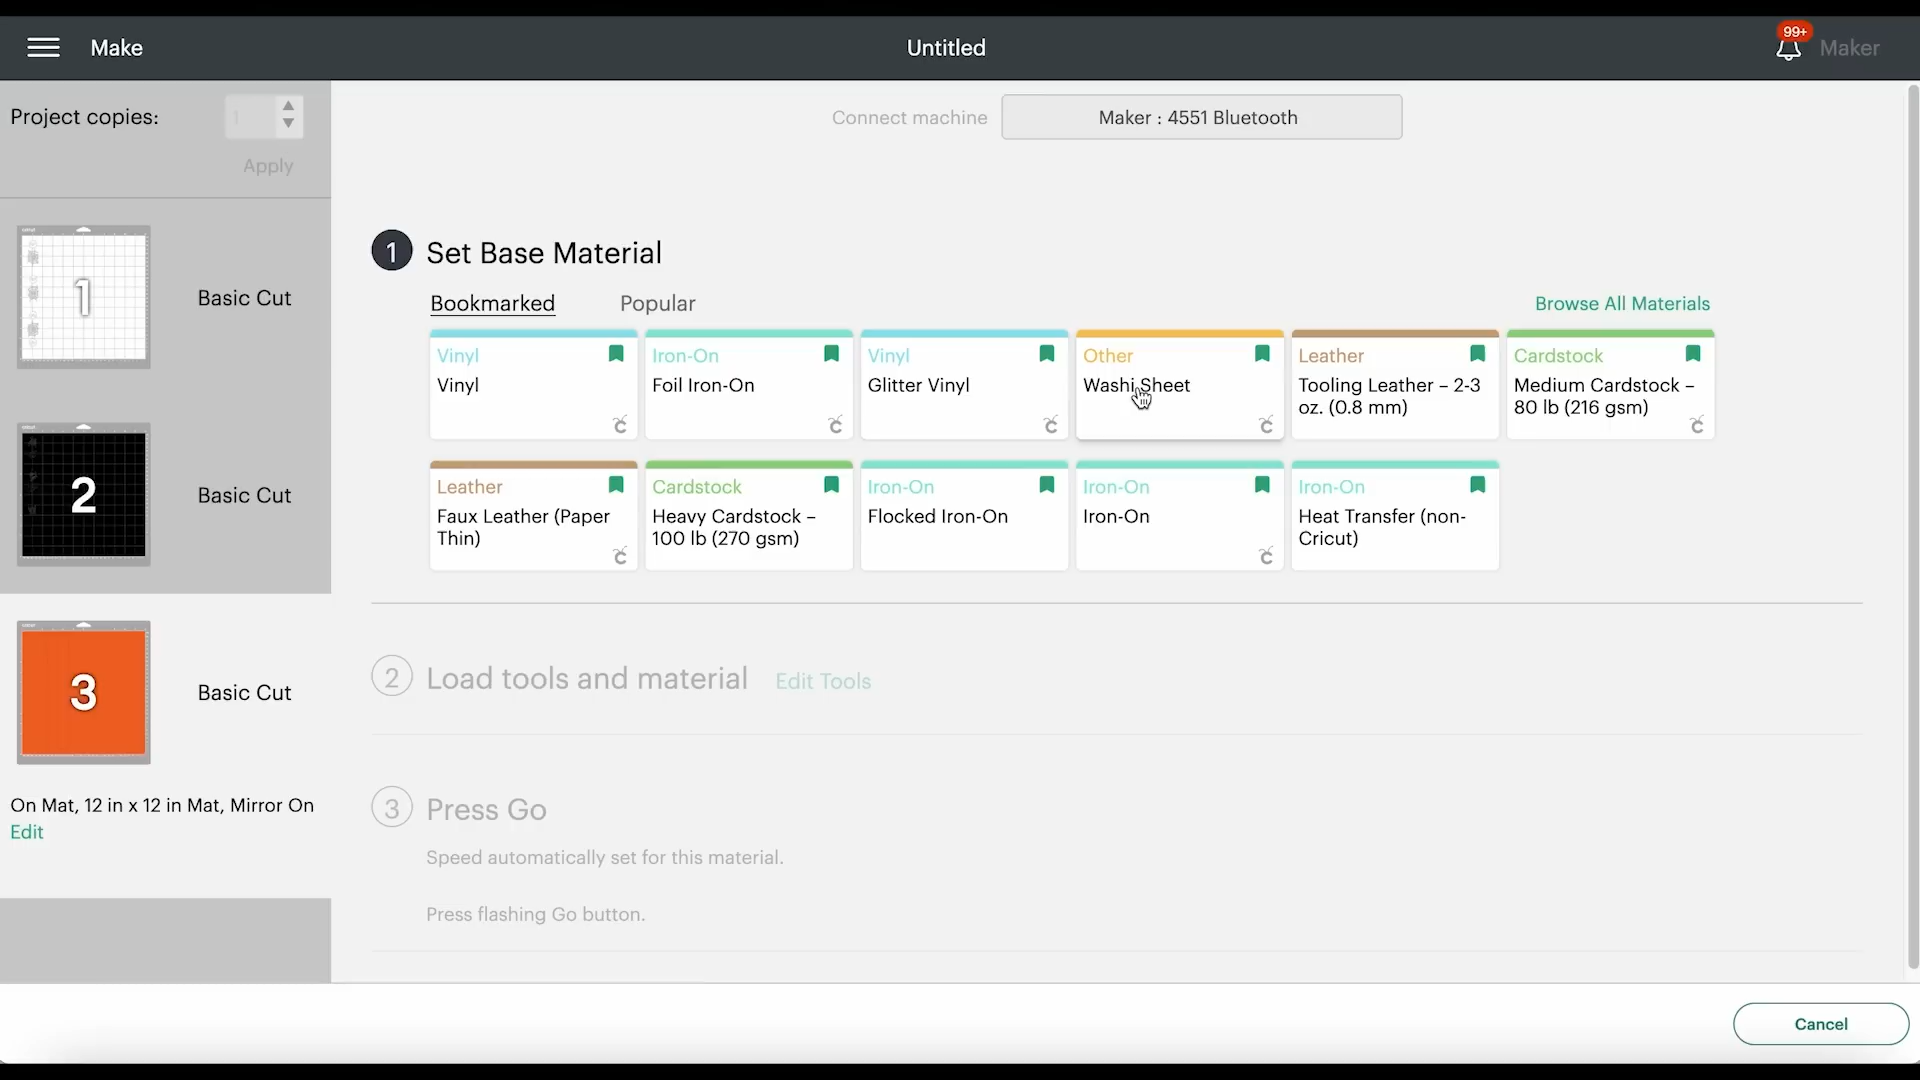 Make
Untitled
99+
Maker
Project copies:
1
Apply
Connect machine
Maker : 4551 Bluetooth
1
Basic Cut
2
Basic Cut
3
Basic Cut
On Mat, 12 in x 12 in Mat, Mirror On
Edit
1 Set Base Material
Bookmarked
Popular
Browse All Materials
Vinyl
Vinyl
Iron-On
Foil Iron-On
Vinyl
Glitter Vinyl
Other
Washi Sheet
Leather
Tooling Leather – 2-3
oz. (0.8 mm)
Cardstock
Medium Cardstock –
80 lb (216 gsm)
Leather
Faux Leather (Paper
Thin)
Cardstock
Heavy Cardstock –
100 lb (270 gsm)
Iron-On
Flocked Iron-On
Iron-On
Iron-On
Iron-On
Heat Transfer (non-
Cricut)
2 Load tools and material
Edit Tools
3 Press Go
Speed automatically set for this material.
Press flashing Go button.
Cancel